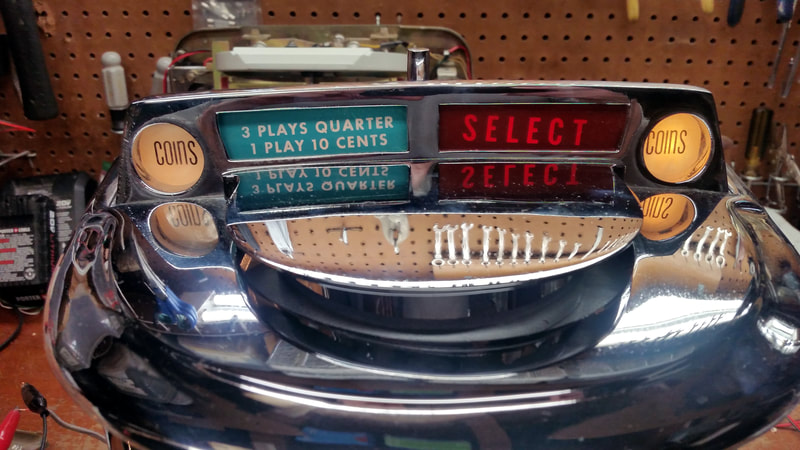 COINS
3 PLAYS QUARTER
1 PLAY 10 CENTS
SELECT
COINS